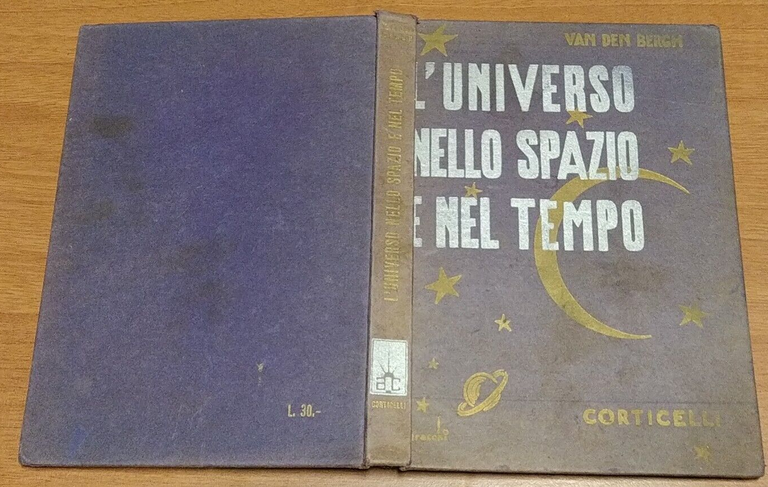 VAN DEN BERGH
L'UNIVERSO
NELLO SPAZIO
E NEL TEMPO
CORTICELLI
L'UNIVERSO NELLO SPAZIO E NEL TEMPO
CORTICELLI
L. 30.-